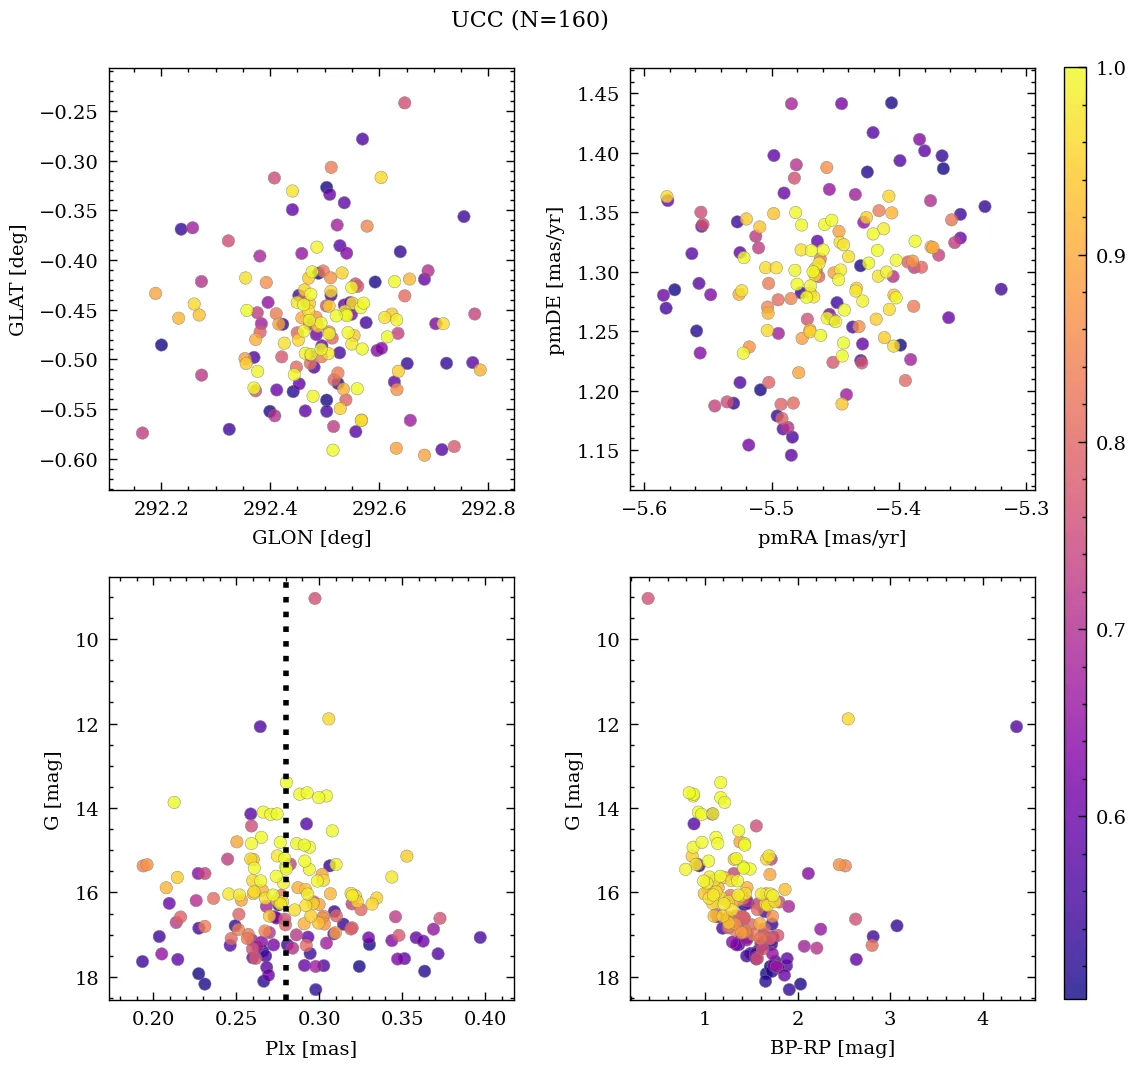 UCC (N=160)
−0.25
−0.30
−0.35
−0.40
−0.45
−0.50
−0.55
−0.60
GLAT [deg]
292.2 292.4 292.6 292.8
GLON [deg]
1.45
1.40
1.35
1.30
1.25
1.20
1.15
pmDE [mas/yr]
−5.6 −5.5 −5.4 −5.3
pmRA [mas/yr]
10
12
14
16
18
G [mag]
0.20 0.25 0.30 0.35 0.40
Plx [mas]
10
12
14
16
18
G [mag]
1 2 3 4
BP-RP [mag]
1.0
0.9
0.8
0.7
0.6